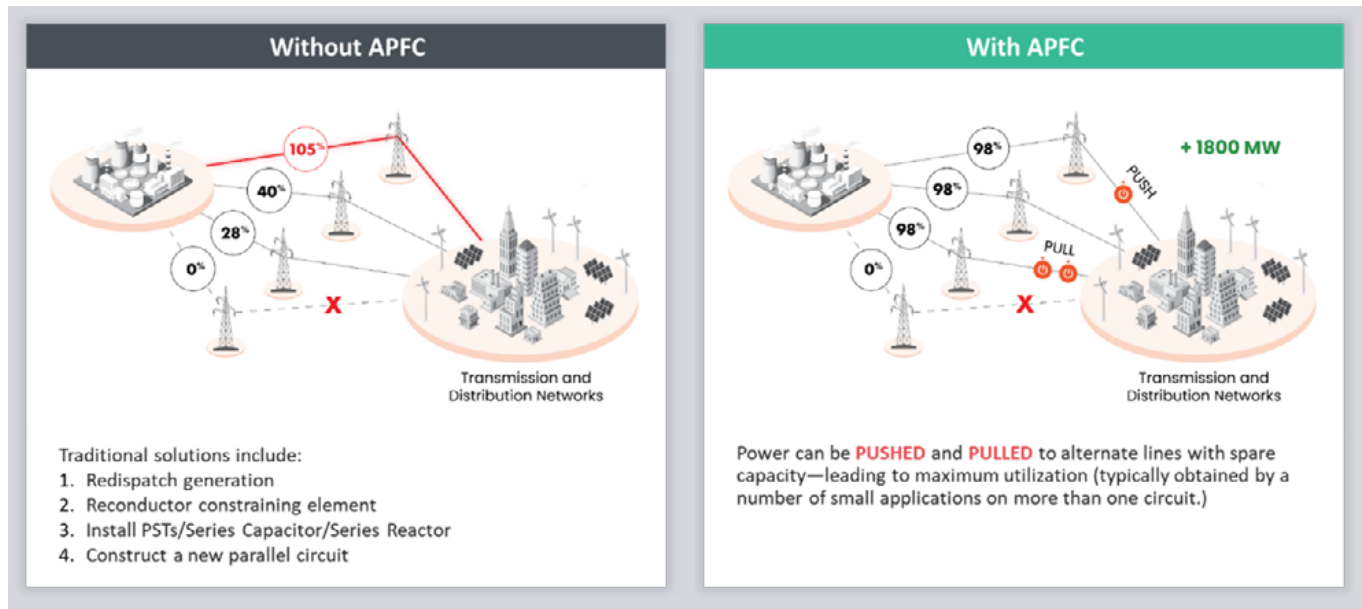 Without APFC
105%
40%
28%
0%
X
Transmission and
Distribution Networks
Traditional solutions include:
1. Redispatch generation
2. Reconductor constraining element
3. Install PSTs/Series Capacitor/Series Reactor
4. Construct a new parallel circuit
With APFC
98%
+ 1800 MW
98%
PUSH
98%
PULL
0%
X
Transmission and
Distribution Networks
Power can be PUSHED and PULLED to alternate lines with spare
capacity—leading to maximum utilization (typically obtained by a
number of small applications on more than one circuit.)